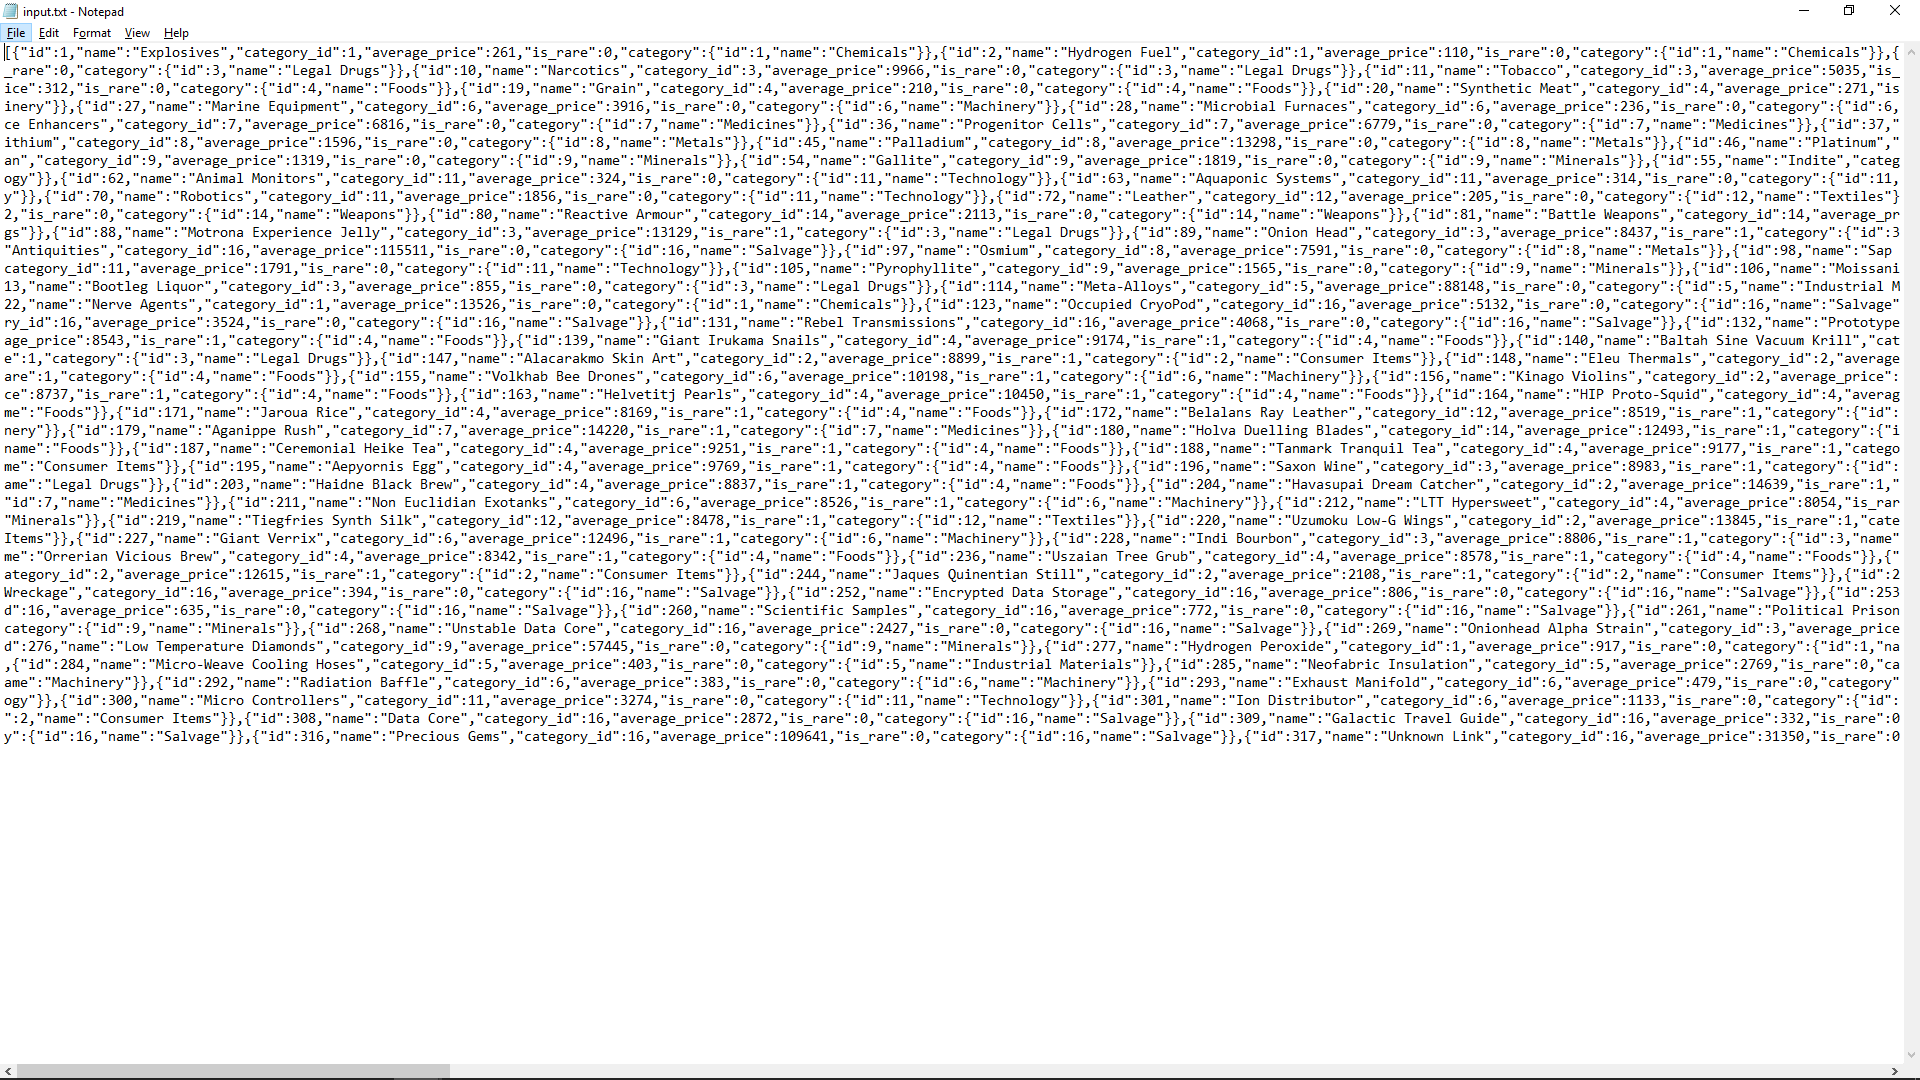 input.txt - Notepad
File Edit Format View Help
[{"id":1,"name":"Explosives","category_id":1,"average_price":261,"is_rare":0,"category":{"id":1,"name":"Chemicals"}},{"id":2,"name":"Hydrogen Fuel","category_id":1,"average_price":110,"is_rare":0,"category":{"id":1,"name":"Chemicals"}},{
_rare":0,"category":{"id":3,"name":"Legal Drugs"}},{"id":10,"name":"Narcotics","category_id":3,"average_price":9966,"is_rare":0,"category":{"id":3,"name":"Legal Drugs"}},{"id":11,"name":"Tobacco","category_id":3,"average_price":5035,"is_
ice":312,"is_rare":0,"category":{"id":4,"name":"Foods"}},{"id":19,"name":"Grain","category_id":4,"average_price":210,"is_rare":0,"category":{"id":4,"name":"Foods"}},{"id":20,"name":"Synthetic Meat","category_id":4,"average_price":271,"is
inery"}},{"id":27,"name":"Marine Equipment","category_id":6,"average_price":3916,"is_rare":0,"category":{"id":6,"name":"Machinery"}},{"id":28,"name":"Microbial Furnaces","category_id":6,"average_price":236,"is_rare":0,"category":{"id":6,
ce Enhancers","category_id":7,"average_price":6816,"is_rare":0,"category":{"id":7,"name":"Medicines"}},{"id":36,"name":"Progenitor Cells","category_id":7,"average_price":6779,"is_rare":0,"category":{"id":7,"name":"Medicines"}},{"id":37,"
ithium","category_id":8,"average_price":1596,"is_rare":0,"category":{"id":8,"name":"Metals"}},{"id":45,"name":"Palladium","category_id":8,"average_price":13298,"is_rare":0,"category":{"id":8,"name":"Metals"}},{"id":46,"name":"Platinum","
an","category_id":9,"average_price":1319,"is_rare":0,"category":{"id":9,"name":"Minerals"}},{"id":54,"name":"Gallite","category_id":9,"average_price":1819,"is_rare":0,"category":{"id":9,"name":"Minerals"}},{"id":55,"name":"Indite","categ
ogy"}},{"id":62,"name":"Animal Monitors","category_id":11,"average_price":324,"is_rare":0,"category":{"id":11,"name":"Technology"}},{"id":63,"name":"Aquaponic Systems","category_id":11,"average_price":314,"is_rare":0,"category":{"id":11,
y"}},{"id":70,"name":"Robotics","category_id":11,"average_price":1856,"is_rare":0,"category":{"id":11,"name":"Technology"}},{"id":72,"name":"Leather","category_id":12,"average_price":205,"is_rare":0,"category":{"id":12,"name":"Textiles"}
2,"is_rare":0,"category":{"id":14,"name":"Weapons"}},{"id":80,"name":"Reactive Armour","category_id":14,"average_price":2113,"is_rare":0,"category":{"id":14,"name":"Weapons"}},{"id":81,"name":"Battle Weapons","category_id":14,"average_pr
gs"}},{"id":88,"name":"Motrona Experience Jelly","category_id":3,"average_price":13129,"is_rare":1,"category":{"id":3,"name":"Legal Drugs"}},{"id":89,"name":"Onion Head","category_id":3,"average_price":8437,"is_rare":1,"category":{"id":3
"Antiquities","category_id":16,"average_price":115511,"is_rare":0,"category":{"id":16,"name":"Salvage"}},{"id":97,"name":"Osmium","category_id":8,"average_price":7591,"is_rare":0,"category":{"id":8,"name":"Metals"}},{"id":98,"name":"Sap
category_id":11,"average_price":1791,"is_rare":0,"category":{"id":11,"name":"Technology"}},{"id":105,"name":"Pyrophyllite","category_id":9,"average_price":1565,"is_rare":0,"category":{"id":9,"name":"Minerals"}},{"id":106,"name":"Moissani
13,"name":"Bootleg Liquor","category_id":3,"average_price":855,"is_rare":0,"category":{"id":3,"name":"Legal Drugs"}},{"id":114,"name":"Meta-Alloys","category_id":5,"average_price":88148,"is_rare":0,"category":{"id":5,"name":"Industrial M
22,"name":"Nerve Agents","category_id":1,"average_price":13526,"is_rare":0,"category":{"id":1,"name":"Chemicals"}},{"id":123,"name":"Occupied CryoPod","category_id":16,"average_price":5132,"is_rare":0,"category":{"id":16,"name":"Salvage"
ry_id":16,"average_price":3524,"is_rare":0,"category":{"id":16,"name":"Salvage"}},{"id":131,"name":"Rebel Transmissions","category_id":16,"average_price":4068,"is_rare":0,"category":{"id":16,"name":"Salvage"}},{"id":132,"name":"Prototype
age_price":8543,"is_rare":1,"category":{"id":4,"name":"Foods"}},{"id":139,"name":"Giant Irukama Snails","category_id":4,"average_price":9174,"is_rare":1,"category":{"id":4,"name":"Foods"}},{"id":140,"name":"Baltah Sine Vacuum Krill","cat
e":1,"category":{"id":3,"name":"Legal Drugs"}},{"id":147,"name":"Alacarakmo Skin Art","category_id":2,"average_price":8899,"is_rare":1,"category":{"id":2,"name":"Consumer Items"}},{"id":148,"name":"Eleu Thermals","category_id":2,"average
are":1,"category":{"id":4,"name":"Foods"}},{"id":155,"name":"Volkhab Bee Drones","category_id":6,"average_price":10198,"is_rare":1,"category":{"id":6,"name":"Machinery"}},{"id":156,"name":"Kinago Violins","category_id":2,"average_price":
ce":8737,"is_rare":1,"category":{"id":4,"name":"Foods"}},{"id":163,"name":"Helvetitj Pearls","category_id":4,"average_price":10450,"is_rare":1,"category":{"id":4,"name":"Foods"}},{"id":164,"name":"HIP Proto-Squid","category_id":4,"averag
me":"Foods"}},{"id":171,"name":"Jaroua Rice","category_id":4,"average_price":8169,"is_rare":1,"category":{"id":4,"name":"Foods"}},{"id":172,"name":"Belalans Ray Leather","category_id":12,"average_price":8519,"is_rare":1,"category":{"id":
nery"}},{"id":179,"name":"Aganippe Rush","category_id":7,"average_price":14220,"is_rare":1,"category":{"id":7,"name":"Medicines"}},{"id":180,"name":"Holva Duelling Blades","category_id":14,"average_price":12493,"is_rare":1,"category":{"i
name":"Foods"}},{"id":187,"name":"Ceremonial Heike Tea","category_id":4,"average_price":9251,"is_rare":1,"category":{"id":4,"name":"Foods"}},{"id":188,"name":"Tanmark Tranquil Tea","category_id":4,"average_price":9177,"is_rare":1,"catego
me":"Consumer Items"}},{"id":195,"name":"Aepyornis Egg","category_id":4,"average_price":9769,"is_rare":1,"category":{"id":4,"name":"Foods"}},{"id":196,"name":"Saxon Wine","category_id":3,"average_price":8983,"is_rare":1,"category":{"id":
ame":"Legal Drugs"}},{"id":203,"name":"Haidne Black Brew","category_id":4,"average_price":8837,"is_rare":1,"category":{"id":4,"name":"Foods"}},{"id":204,"name":"Havasupai Dream Catcher","category_id":2,"average_price":14639,"is_rare":1,"
"id":7,"name":"Medicines"}},{"id":211,"name":"Non Euclidian Exotanks","category_id":6,"average_price":8526,"is_rare":1,"category":{"id":6,"name":"Machinery"}},{"id":212,"name":"LTT Hypersweet","category_id":4,"average_price":8054,"is_rar
"Minerals"}},{"id":219,"name":"Tiegfries Synth Silk","category_id":12,"average_price":8478,"is_rare":1,"category":{"id":12,"name":"Textiles"}},{"id":220,"name":"Uzumoku Low-G Wings","category_id":2,"average_price":13845,"is_rare":1,"cate
Items"}},{"id":227,"name":"Giant Verrix","category_id":6,"average_price":12496,"is_rare":1,"category":{"id":6,"name":"Machinery"}},{"id":228,"name":"Indi Bourbon","category_id":3,"average_price":8806,"is_rare":1,"category":{"id":3,"name"
me":"Orrerian Vicious Brew","category_id":4,"average_price":8342,"is_rare":1,"category":{"id":4,"name":"Foods"}},{"id":236,"name":"Uszaian Tree Grub","category_id":4,"average_price":8578,"is_rare":1,"category":{"id":4,"name":"Foods"}},{"
ategory_id":2,"average_price":12615,"is_rare":1,"category":{"id":2,"name":"Consumer Items"}},{"id":244,"name":"Jaques Quinentian Still","category_id":2,"average_price":2108,"is_rare":1,"category":{"id":2,"name":"Consumer Items"}},{"id":2
Wreckage","category_id":16,"average_price":394,"is_rare":0,"category":{"id":16,"name":"Salvage"}},{"id":252,"name":"Encrypted Data Storage","category_id":16,"average_price":806,"is_rare":0,"category":{"id":16,"name":"Salvage"}},{"id":253
d":16,"average_price":635,"is_rare":0,"category":{"id":16,"name":"Salvage"}},{"id":260,"name":"Scientific Samples","category_id":16,"average_price":772,"is_rare":0,"category":{"id":16,"name":"Salvage"}},{"id":261,"name":"Political Prison
category":{"id":9,"name":"Minerals"}},{"id":268,"name":"Unstable Data Core","category_id":16,"average_price":2427,"is_rare":0,"category":{"id":16,"name":"Salvage"}},{"id":269,"name":"Onionhead Alpha Strain","category_id":3,"average_price
d":276,"name":"Low Temperature Diamonds","category_id":9,"average_price":57445,"is_rare":0,"category":{"id":9,"name":"Minerals"}},{"id":277,"name":"Hydrogen Peroxide","category_id":1,"average_price":917,"is_rare":0,"category":{"id":1,"na
,{"id":284,"name":"Micro-Weave Cooling Hoses","category_id":5,"average_price":403,"is_rare":0,"category":{"id":5,"name":"Industrial Materials"}},{"id":285,"name":"Neofabric Insulation","category_id":5,"average_price":2769,"is_rare":0,"ca
ame":"Machinery"}},{"id":292,"name":"Radiation Baffle","category_id":6,"average_price":383,"is_rare":0,"category":{"id":6,"name":"Machinery"}},{"id":293,"name":"Exhaust Manifold","category_id":6,"average_price":479,"is_rare":0,"category"
ogy"}},{"id":300,"name":"Micro Controllers","category_id":11,"average_price":3274,"is_rare":0,"category":{"id":11,"name":"Technology"}},{"id":301,"name":"Ion Distributor","category_id":6,"average_price":1133,"is_rare":0,"category":{"id":
":2,"name":"Consumer Items"}},{"id":308,"name":"Data Core","category_id":16,"average_price":2872,"is_rare":0,"category":{"id":16,"name":"Salvage"}},{"id":309,"name":"Galactic Travel Guide","category_id":16,"average_price":332,"is_rare":0
y":{"id":16,"name":"Salvage"}},{"id":316,"name":"Precious Gems","category_id":16,"average_price":109641,"is_rare":0,"category":{"id":16,"name":"Salvage"}},{"id":317,"name":"Unknown Link","category_id":16,"average_price":31350,"is_rare":0